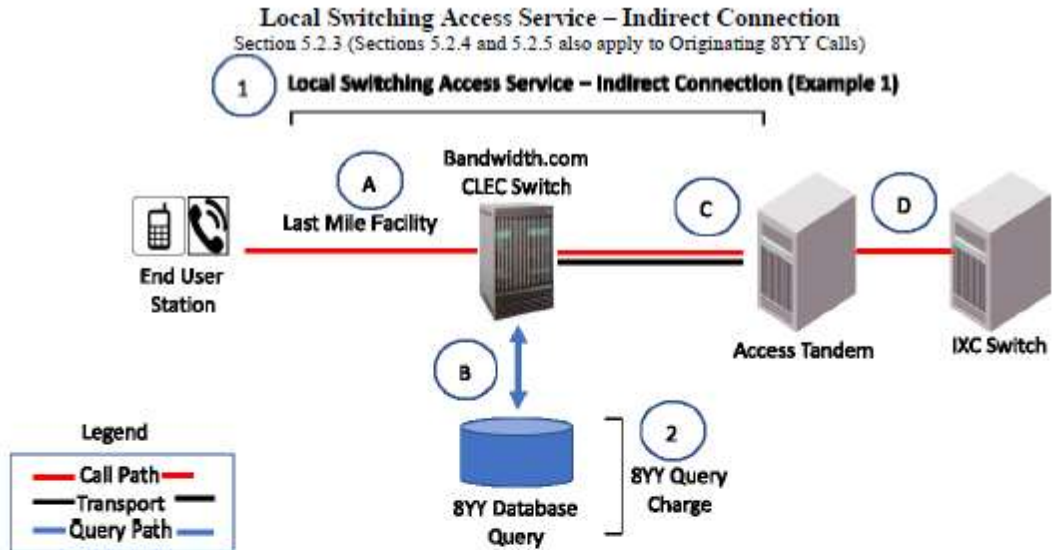 Local Switching Access Service – Indirect Connection
Section 5.2.3 (Sections 5.2.4 and 5.2.5 also apply to Originating 8YY Calls)
1
Local Switching Access Service – Indirect Connection (Example 1)
Bandwidth.com
CLEC Switch
A
Last Mile Facility
C
D
End User
Station
Access Tandem
IXC Switch
B
2
8YY Query
Charge
8YY Database
Query
Legend
Call Path
Transport
Query Path